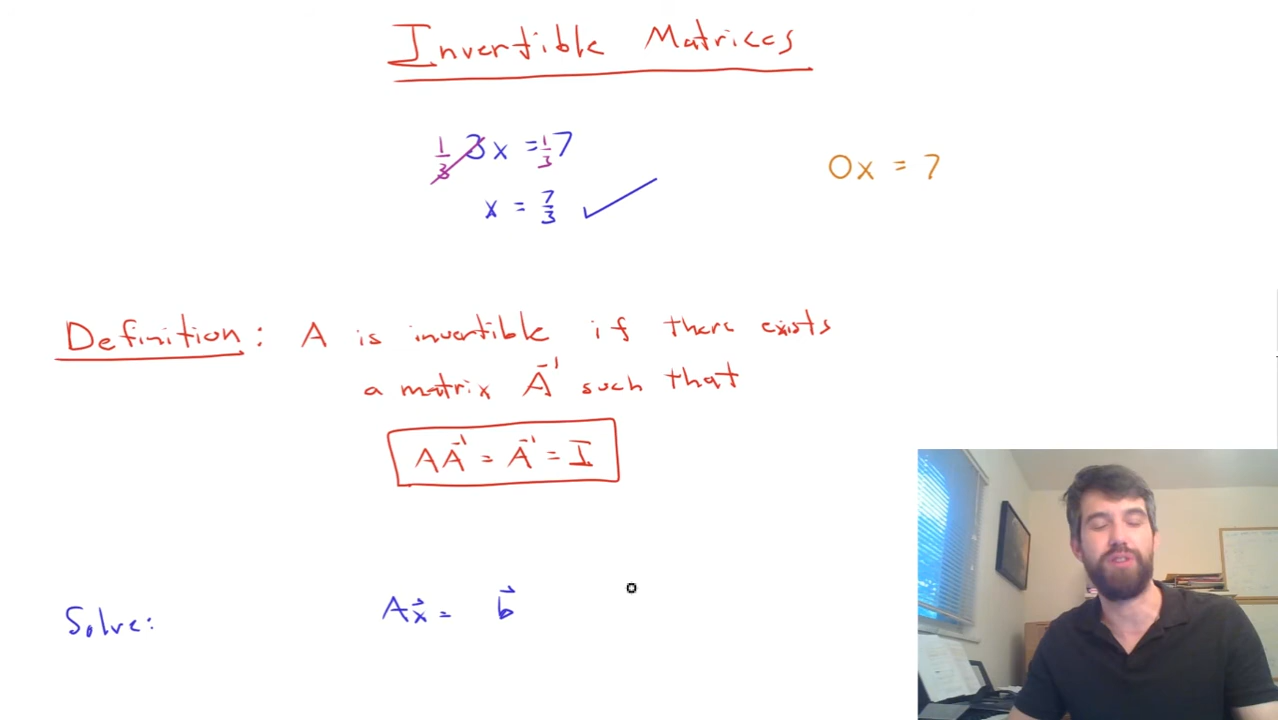 Invertible Matrices
1/3 3x = 1/3 7
0x = 7
x = 7/3 ✓
Definition: A is invertible if there exists
a matrix A⁻¹ such that
AA⁻¹ = A⁻¹ = I
Solve: Ax⃗ = b⃗